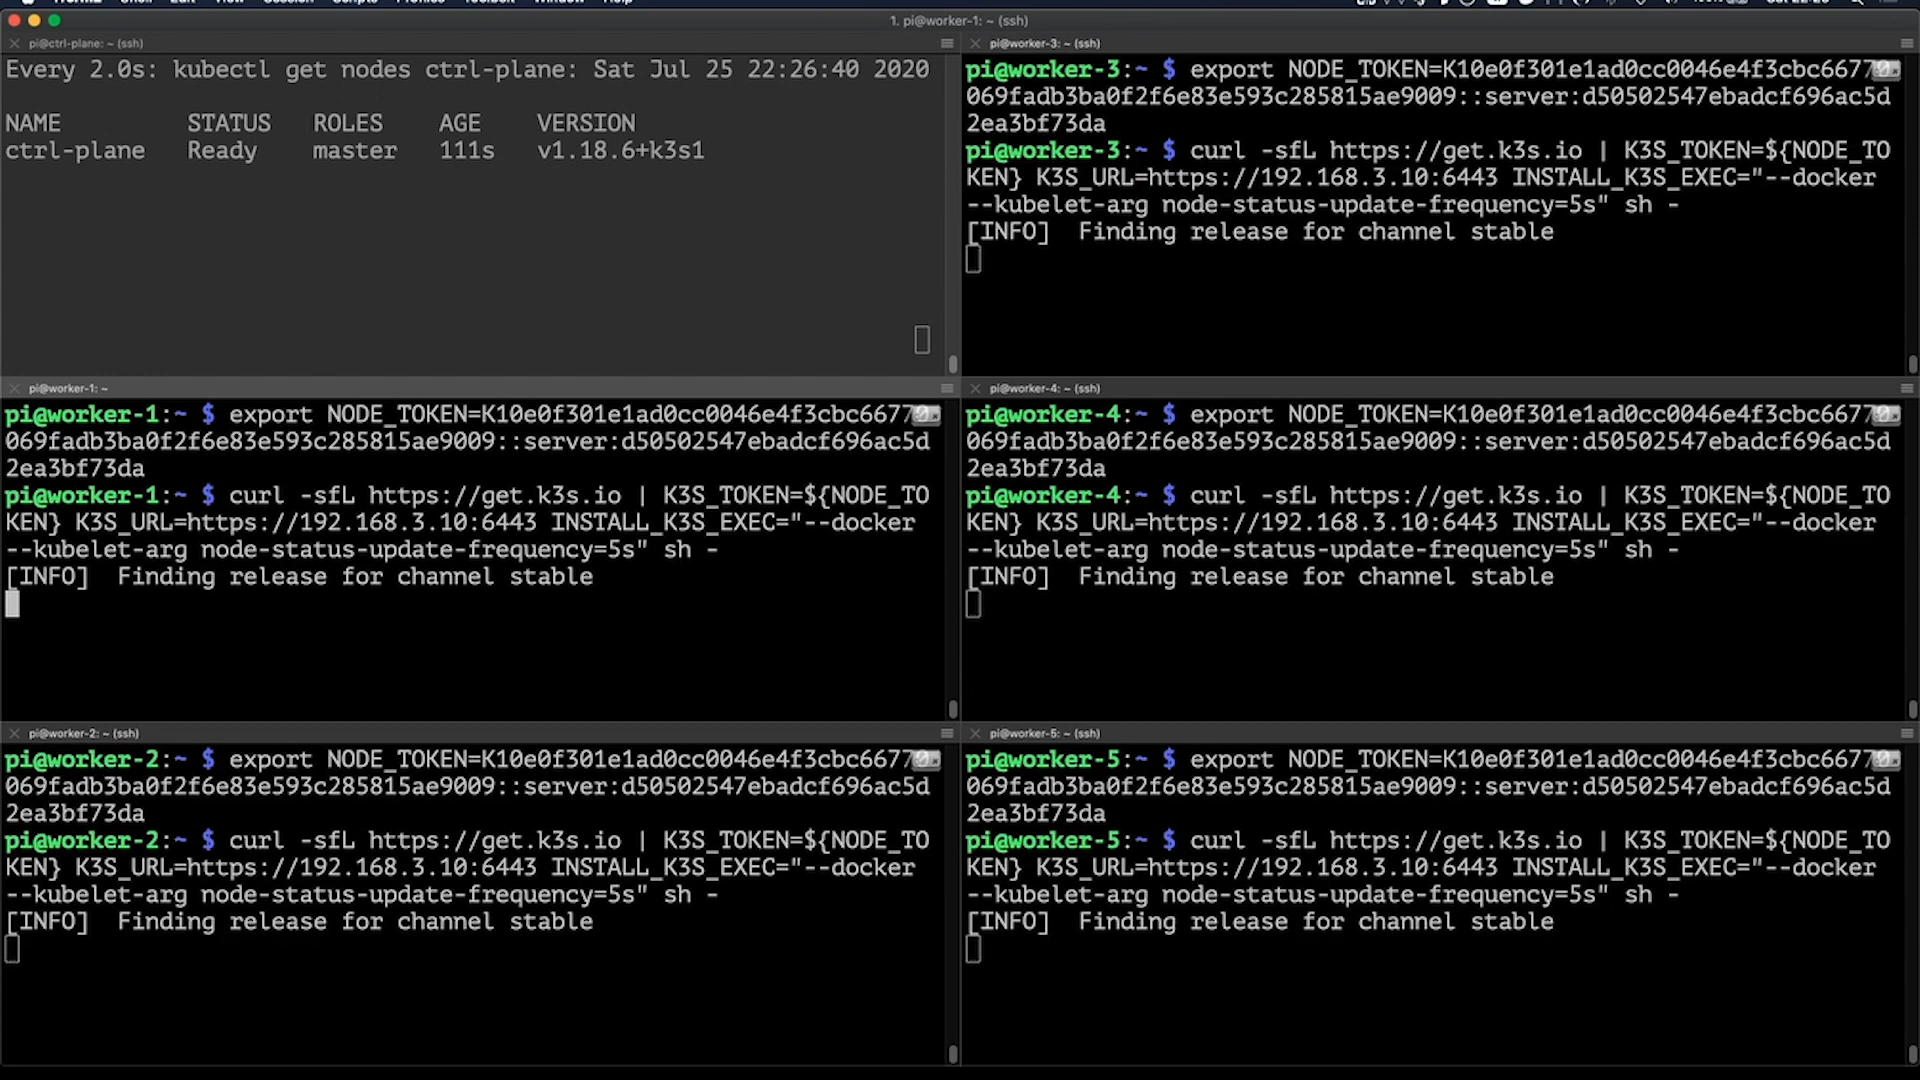 1. pi@worker-1: ~ (ssh)
pi@ctrl-plane: ~ (ssh)
Every 2.0s: kubectl get nodes ctrl-plane: Sat Jul 25 22:26:40 2020
NAME STATUS ROLES AGE VERSION
ctrl-plane Ready master 111s v1.18.6+k3s1
pi@worker-1: ~
pi@worker-1:~ $ export NODE_TOKEN=K10e0f301e1ad0cc0046e4f3cbc6677
069fadb3ba0f2f6e83e593c285815ae9009::server:d50502547ebadcf696ac5d
2ea3bf73da
pi@worker-1:~ $ curl -sfL https://get.k3s.io | K3S_TOKEN=${NODE_TO
KEN} K3S_URL=https://192.168.3.10:6443 INSTALL_K3S_EXEC="--docker
--kubelet-arg node-status-update-frequency=5s" sh -
[INFO] Finding release for channel stable
pi@worker-2: ~ (ssh)
pi@worker-2:~ $ export NODE_TOKEN=K10e0f301e1ad0cc0046e4f3cbc6677
069fadb3ba0f2f6e83e593c285815ae9009::server:d50502547ebadcf696ac5d
2ea3bf73da
pi@worker-2:~ $ curl -sfL https://get.k3s.io | K3S_TOKEN=${NODE_TO
KEN} K3S_URL=https://192.168.3.10:6443 INSTALL_K3S_EXEC="--docker
--kubelet-arg node-status-update-frequency=5s" sh -
[INFO] Finding release for channel stable
pi@worker-3: ~ (ssh)
pi@worker-3:~ $ export NODE_TOKEN=K10e0f301e1ad0cc0046e4f3cbc6677
069fadb3ba0f2f6e83e593c285815ae9009::server:d50502547ebadcf696ac5d
2ea3bf73da
pi@worker-3:~ $ curl -sfL https://get.k3s.io | K3S_TOKEN=${NODE_TO
KEN} K3S_URL=https://192.168.3.10:6443 INSTALL_K3S_EXEC="--docker
--kubelet-arg node-status-update-frequency=5s" sh -
[INFO] Finding release for channel stable
pi@worker-4: ~ (ssh)
pi@worker-4:~ $ export NODE_TOKEN=K10e0f301e1ad0cc0046e4f3cbc6677
069fadb3ba0f2f6e83e593c285815ae9009::server:d50502547ebadcf696ac5d
2ea3bf73da
pi@worker-4:~ $ curl -sfL https://get.k3s.io | K3S_TOKEN=${NODE_TO
KEN} K3S_URL=https://192.168.3.10:6443 INSTALL_K3S_EXEC="--docker
--kubelet-arg node-status-update-frequency=5s" sh -
[INFO] Finding release for channel stable
pi@worker-5: ~ (ssh)
pi@worker-5:~ $ export NODE_TOKEN=K10e0f301e1ad0cc0046e4f3cbc6677
069fadb3ba0f2f6e83e593c285815ae9009::server:d50502547ebadcf696ac5d
2ea3bf73da
pi@worker-5:~ $ curl -sfL https://get.k3s.io | K3S_TOKEN=${NODE_TO
KEN} K3S_URL=https://192.168.3.10:6443 INSTALL_K3S_EXEC="--docker
--kubelet-arg node-status-update-frequency=5s" sh -
[INFO] Finding release for channel stable